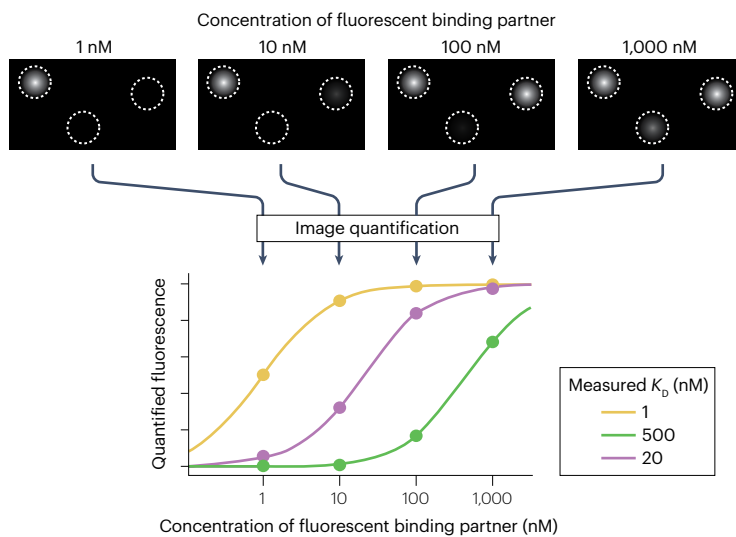 Concentration of fluorescent binding partner
1 nM
10 nM
100 nM
1,000 nM
Image quantification
Quantified fluorescence
Measured K_D (nM)
1
500
20
1
10
100
1,000
Concentration of fluorescent binding partner (nM)